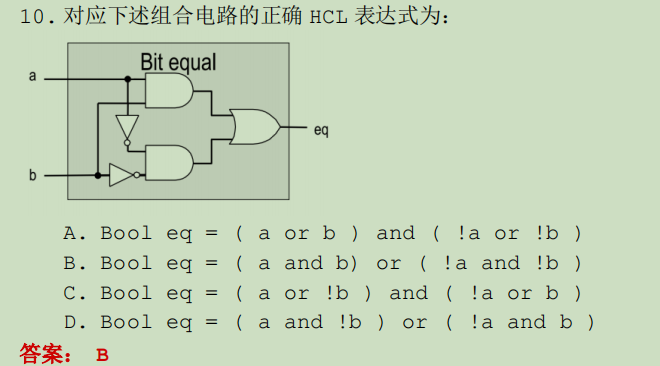 10. 对应下述组合电路的正确 HCL 表达式为:
Bit equal
a
eq
b
A. Bool eq = ( a or b ) and ( !a or !b )
B. Bool eq = ( a and b) or ( !a and !b )
C. Bool eq = ( a or !b ) and ( !a or b )
D. Bool eq = ( a and !b ) or ( !a and b )
答案: B